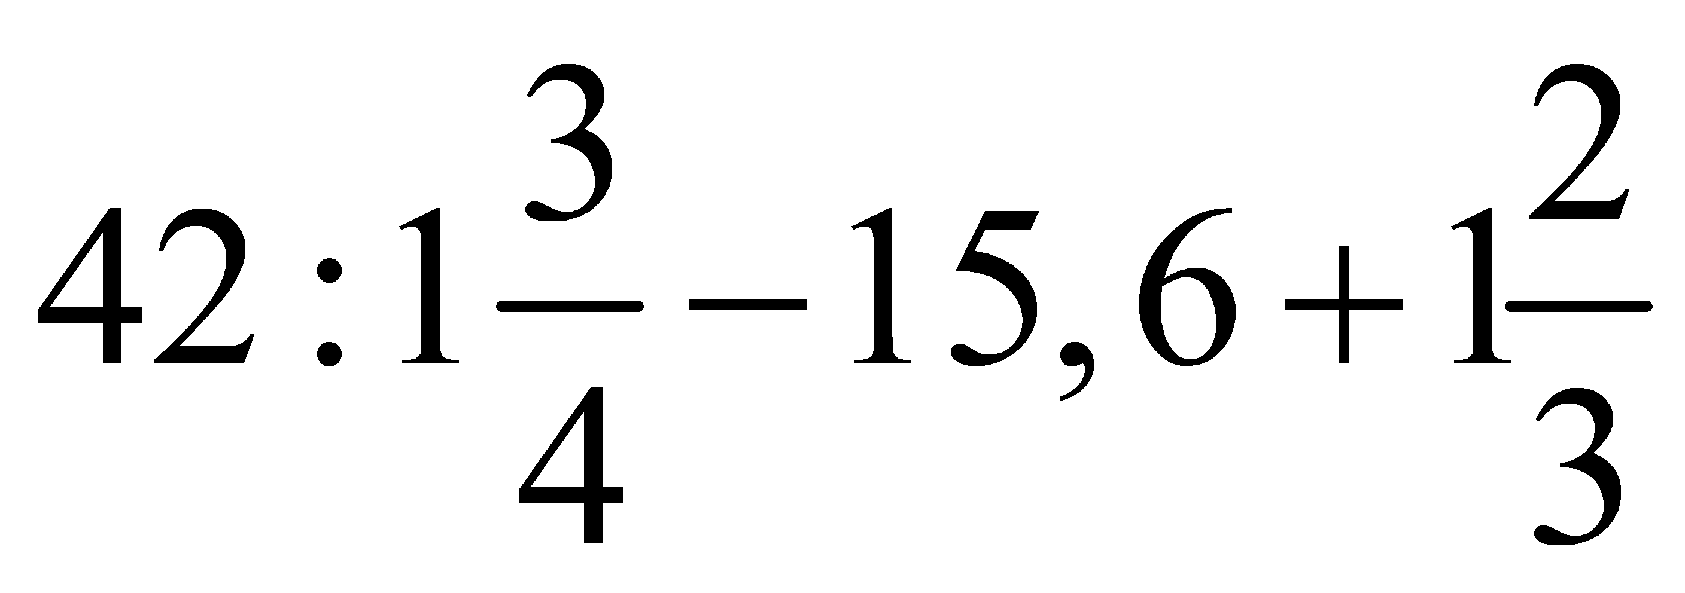 42 : 1 3/4 − 15,6 + 1 2/3